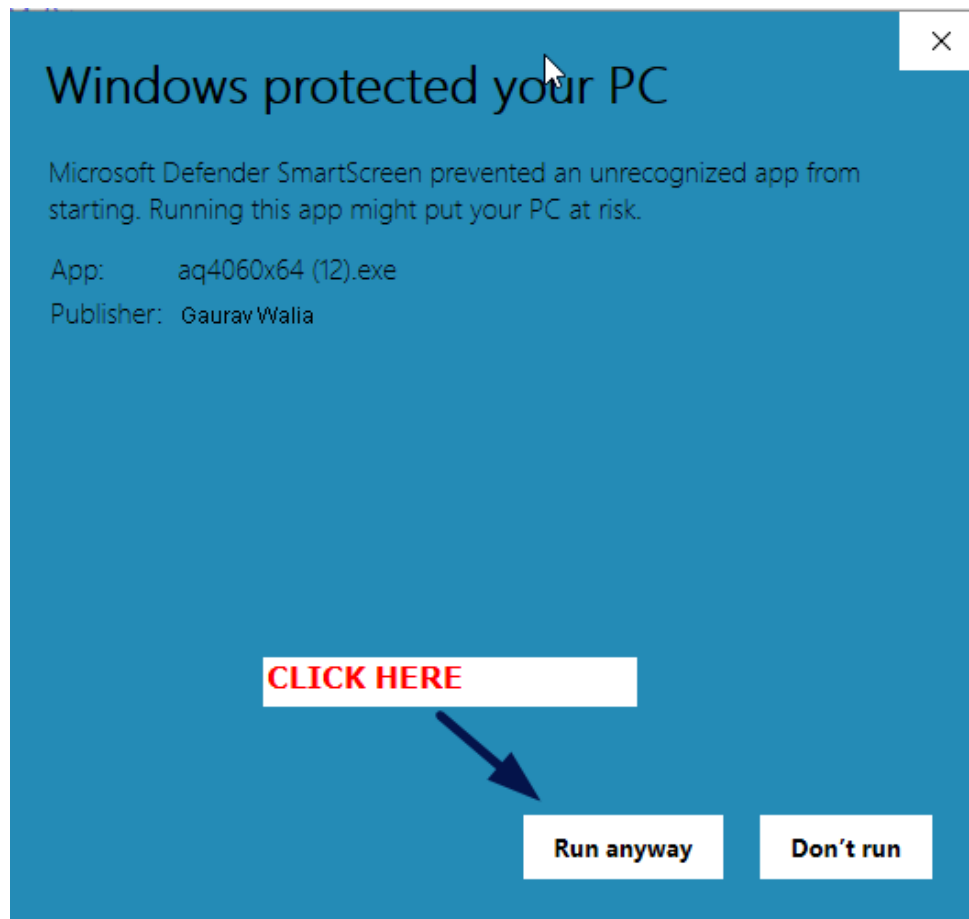 Windows protected your PC
Microsoft Defender SmartScreen prevented an unrecognized app from
starting. Running this app might put your PC at risk.
App: aq4060x64 (12).exe
Publisher: Gaurav Walia
CLICK HERE
Run anyway Don’t run